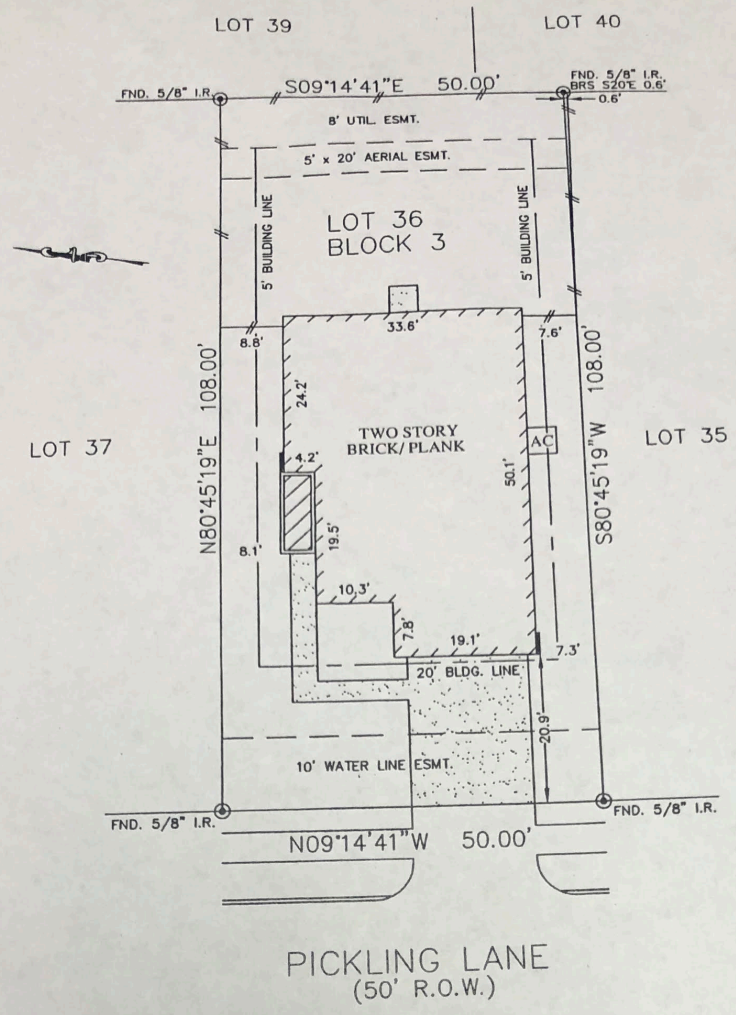 LOT 39
LOT 40
FND. 5/8" I.R.
S09°14'41"E 50.00'
FND. 5/8" I.R.
BRS S20°E 0.6'
0.6'
8' UTIL. ESMT.
5' x 20' AERIAL ESMT.
5' BUILDING LINE
5' BUILDING LINE
LOT 36
BLOCK 3
33.6'
8.8'
7.6'
24.2'
N80°45'19"E 108.00'
S80°45'19"W 108.00'
LOT 37
TWO STORY
BRICK/PLANK
AC
LOT 35
4.2'
50.1'
19.5'
8.1'
10.3'
7.8'
19.1'
7.3'
20' BLDG. LINE
20.9'
10' WATER LINE ESMT.
FND. 5/8" I.R.
FND. 5/8" I.R.
N09°14'41"W 50.00'
PICKLING LANE
(50' R.O.W.)